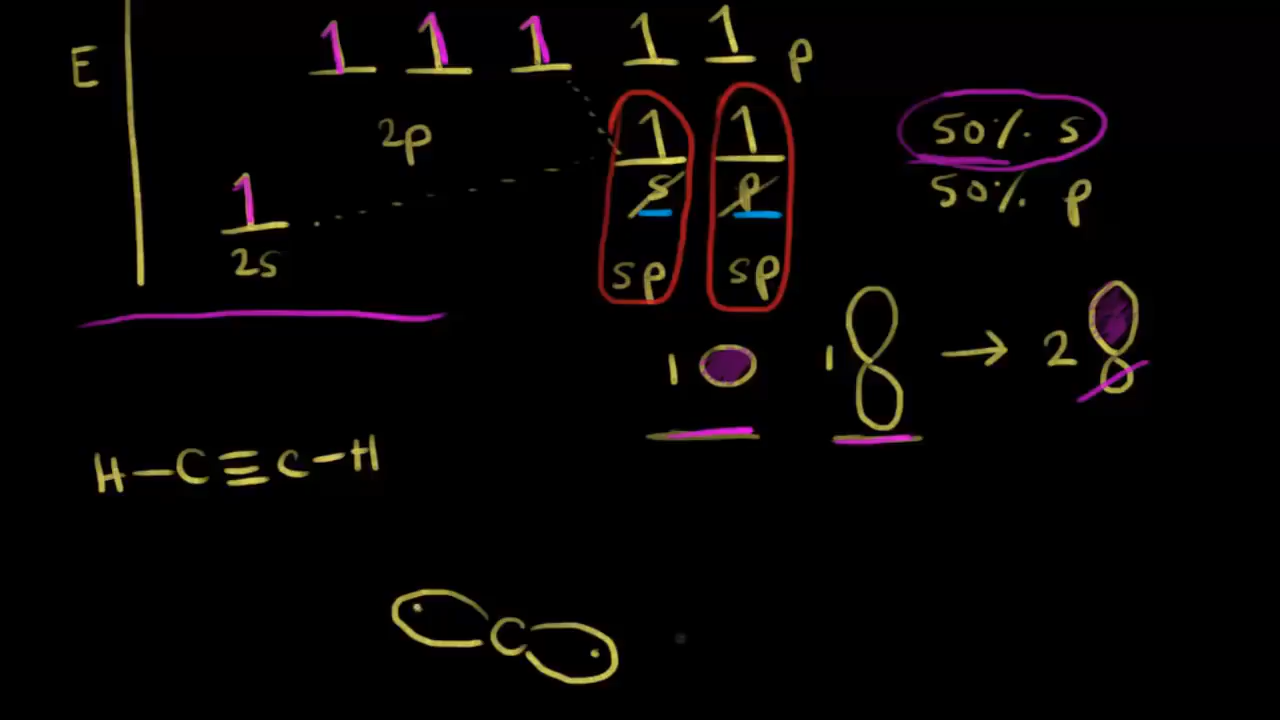 E
1 1 1 1 1 p
2p
1 1
s p
sp sp
50% s
50% p
1
2s
1 1 → 2
H-C≡C-H
C